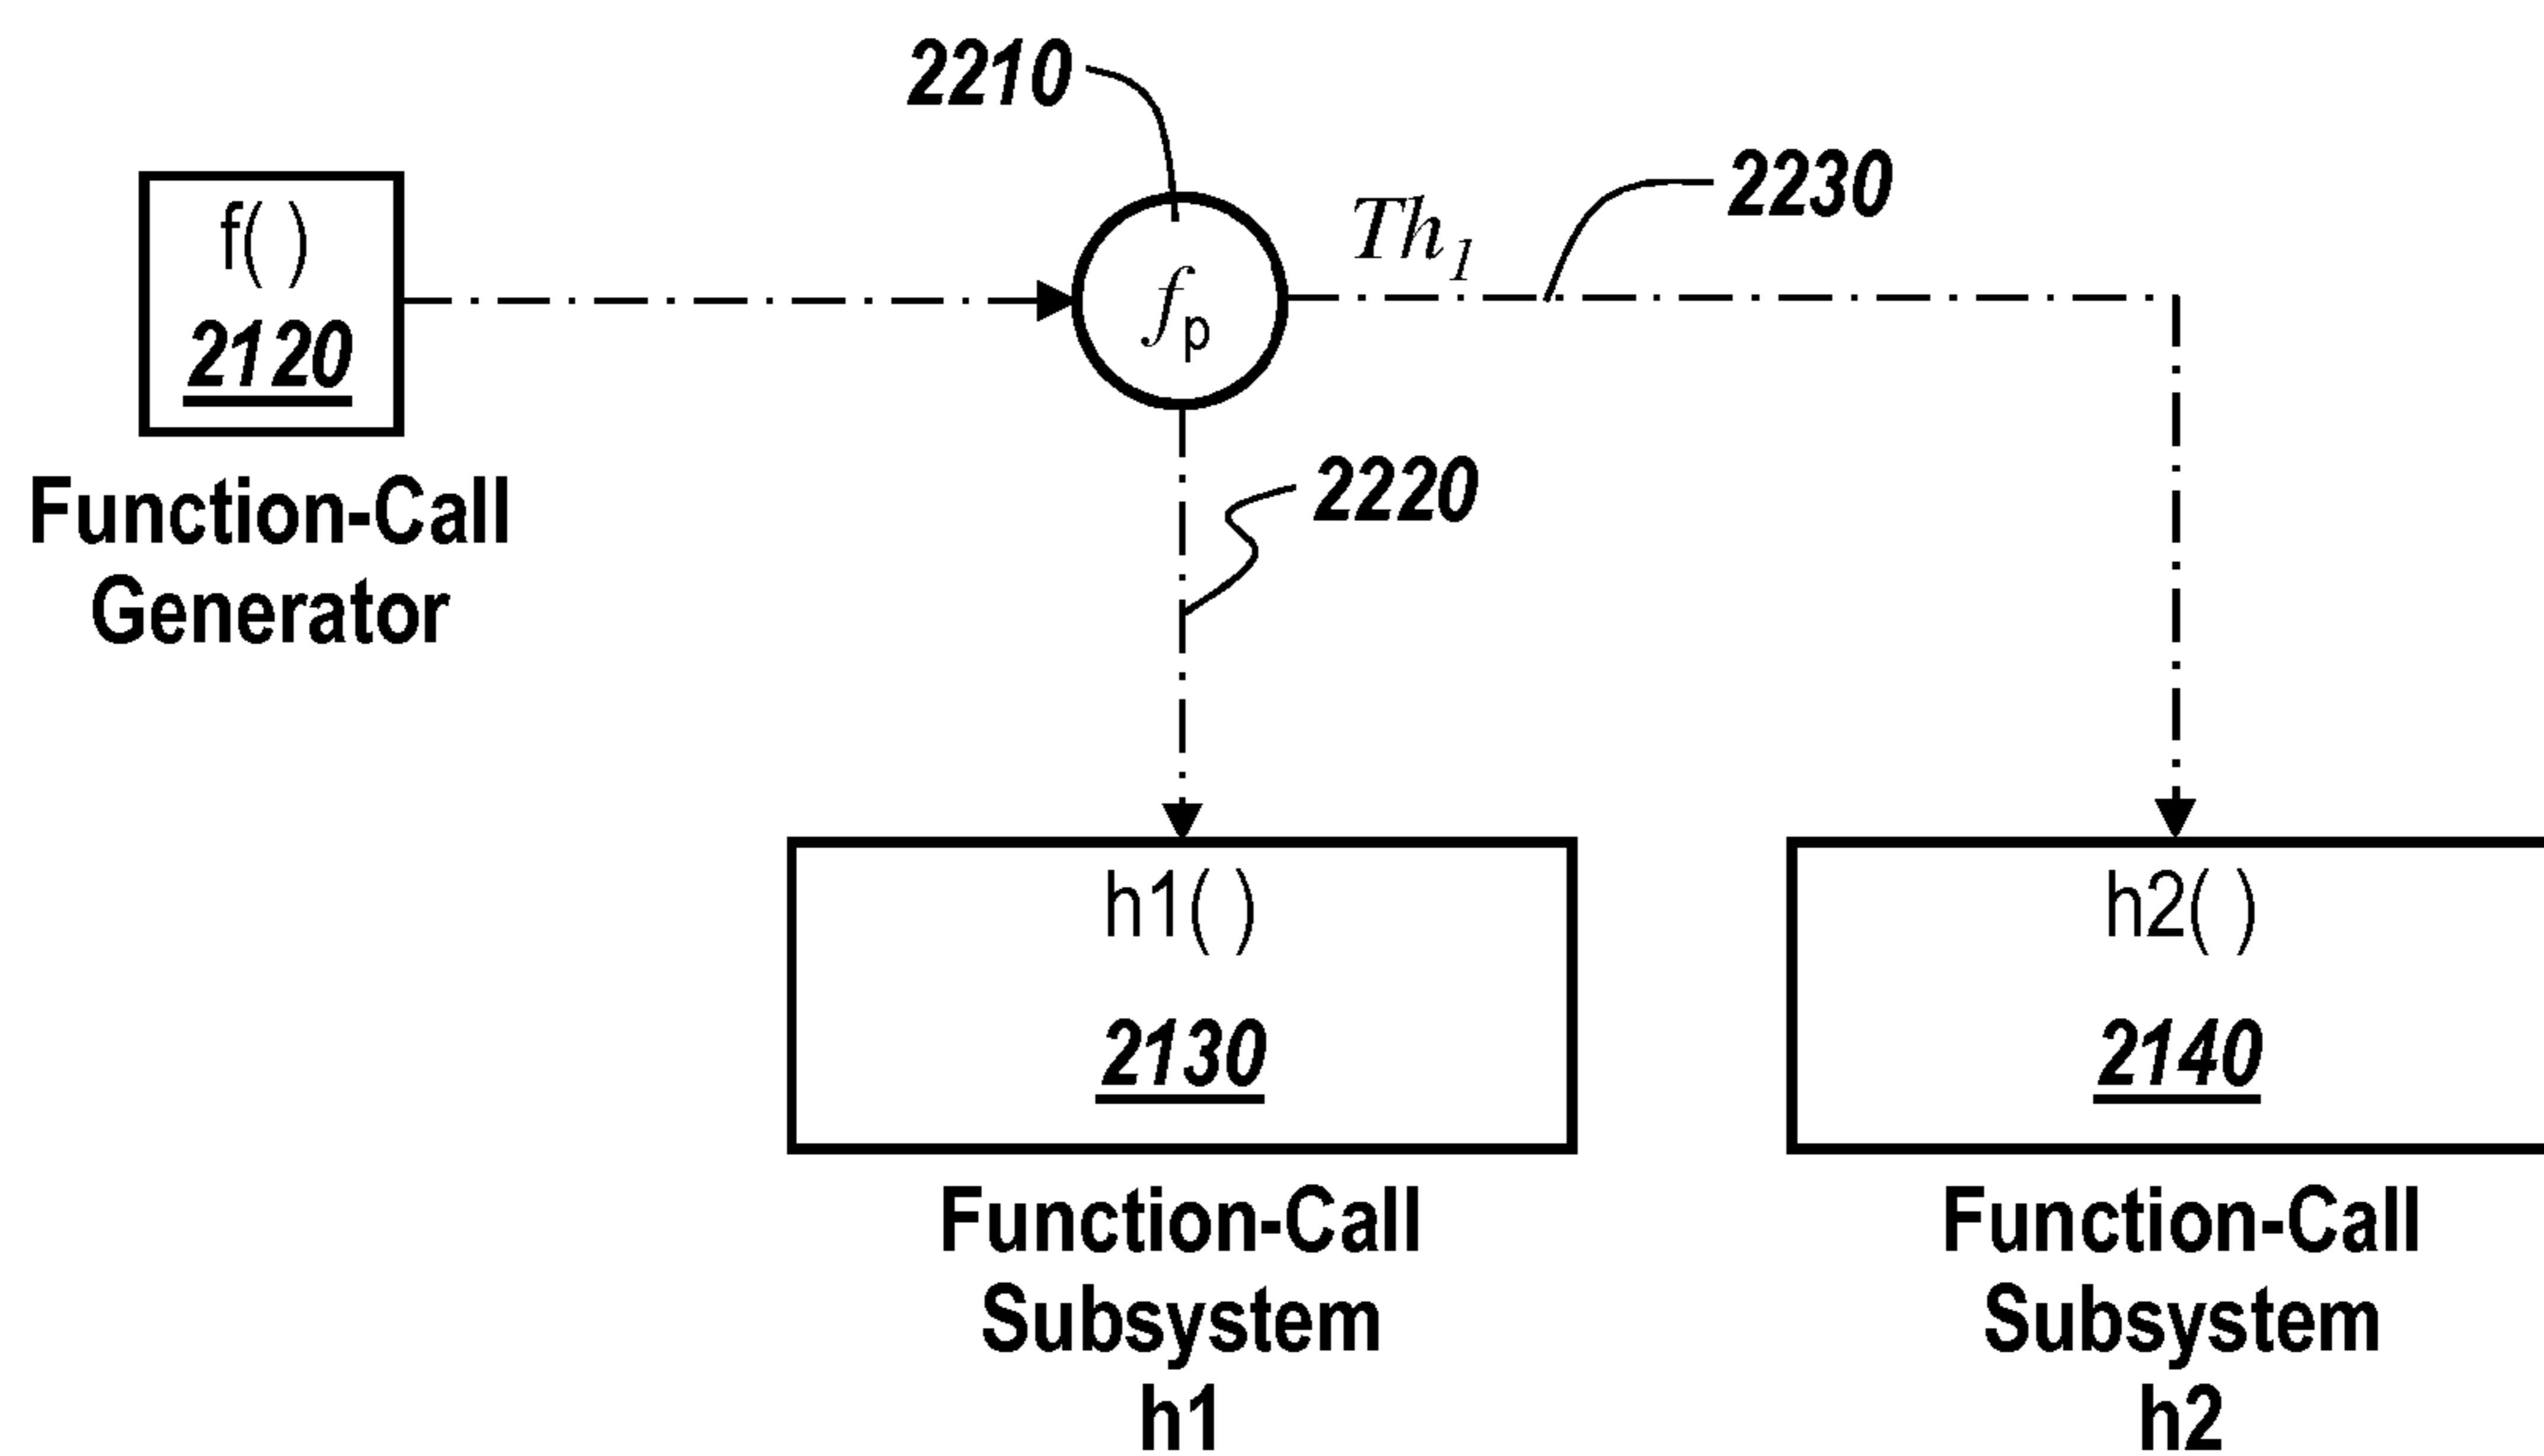 2210
2230
f( )
2120
Th1
fp
Function-Call
Generator
2220
h1( )
2130
h2( )
2140
Function-Call
Subsystem
h1
Function-Call
Subsystem
h2